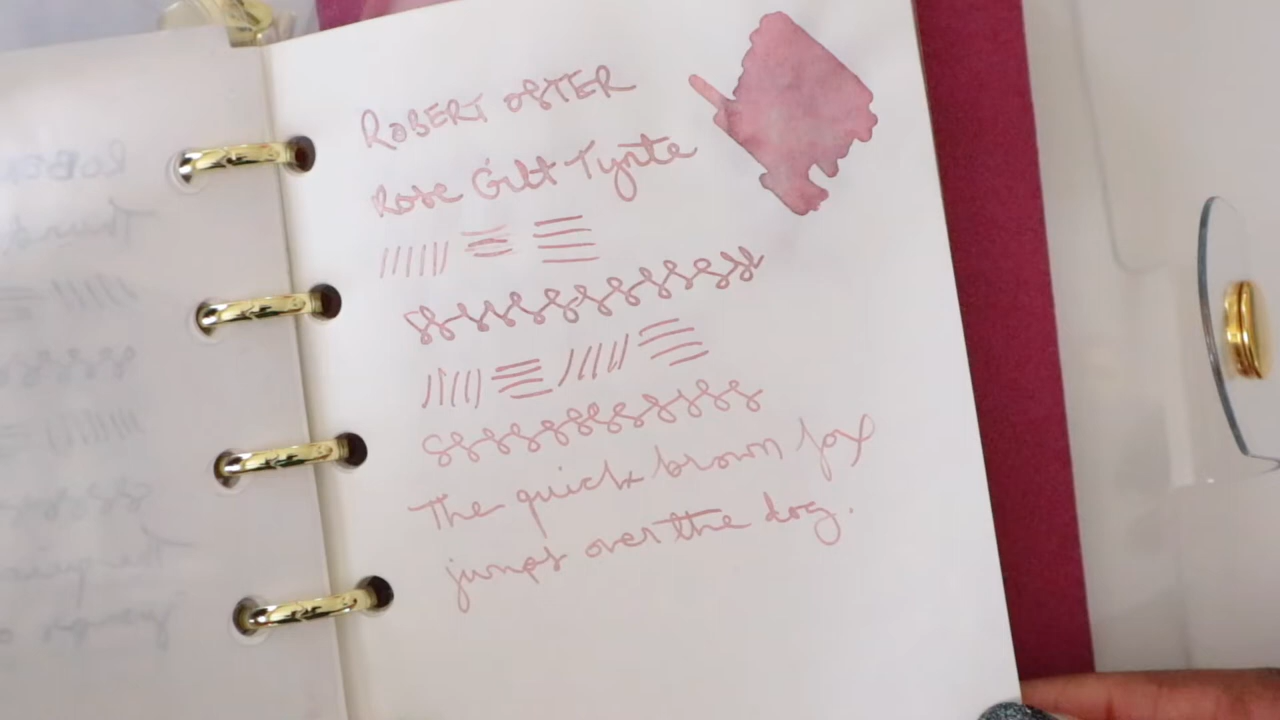 ROBERT OSTER
Rose Gilt Tynte
The quick brown fox
jumps over the dog.